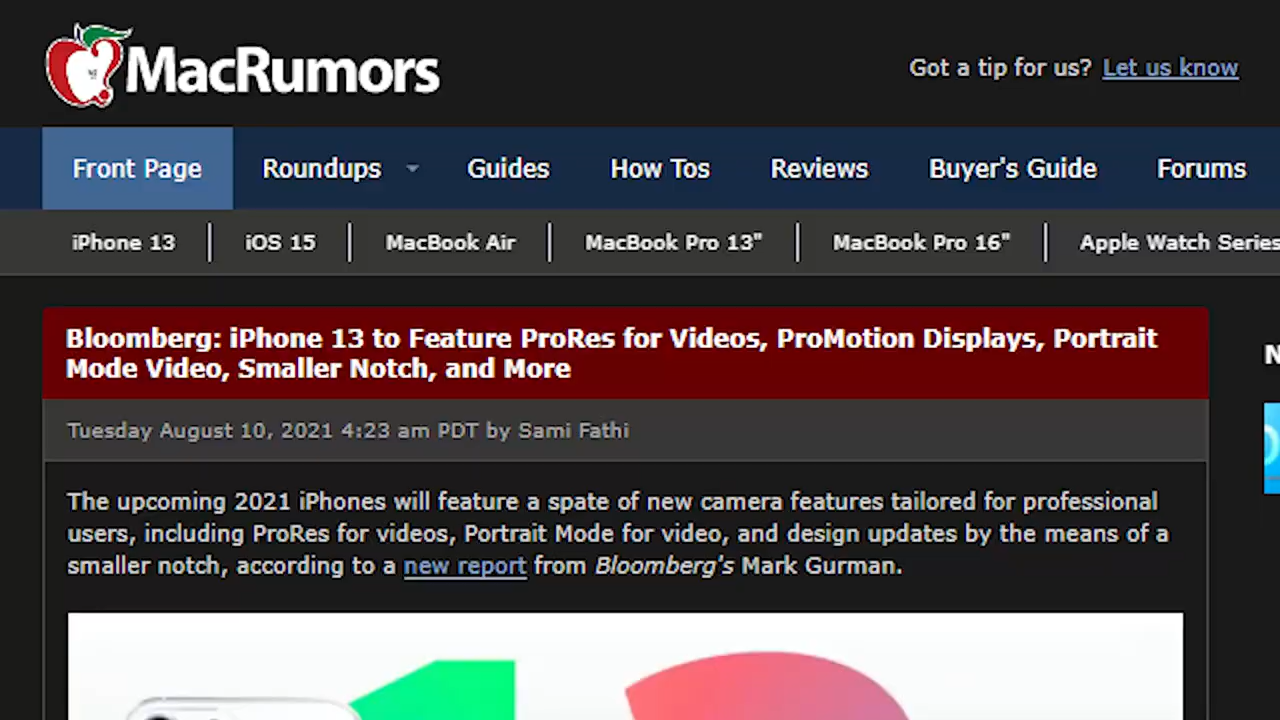 MacRumors
Got a tip for us? Let us know
Front Page Roundups Guides How Tos Reviews Buyer's Guide Forums
iPhone 13 iOS 15 MacBook Air MacBook Pro 13" MacBook Pro 16" Apple Watch Series
Bloomberg: iPhone 13 to Feature ProRes for Videos, ProMotion Displays, Portrait
Mode Video, Smaller Notch, and More
Tuesday August 10, 2021 4:23 am PDT by Sami Fathi
The upcoming 2021 iPhones will feature a spate of new camera features tailored for professional
users, including ProRes for videos, Portrait Mode for video, and design updates by the means of a
smaller notch, according to a new report from Bloomberg's Mark Gurman.